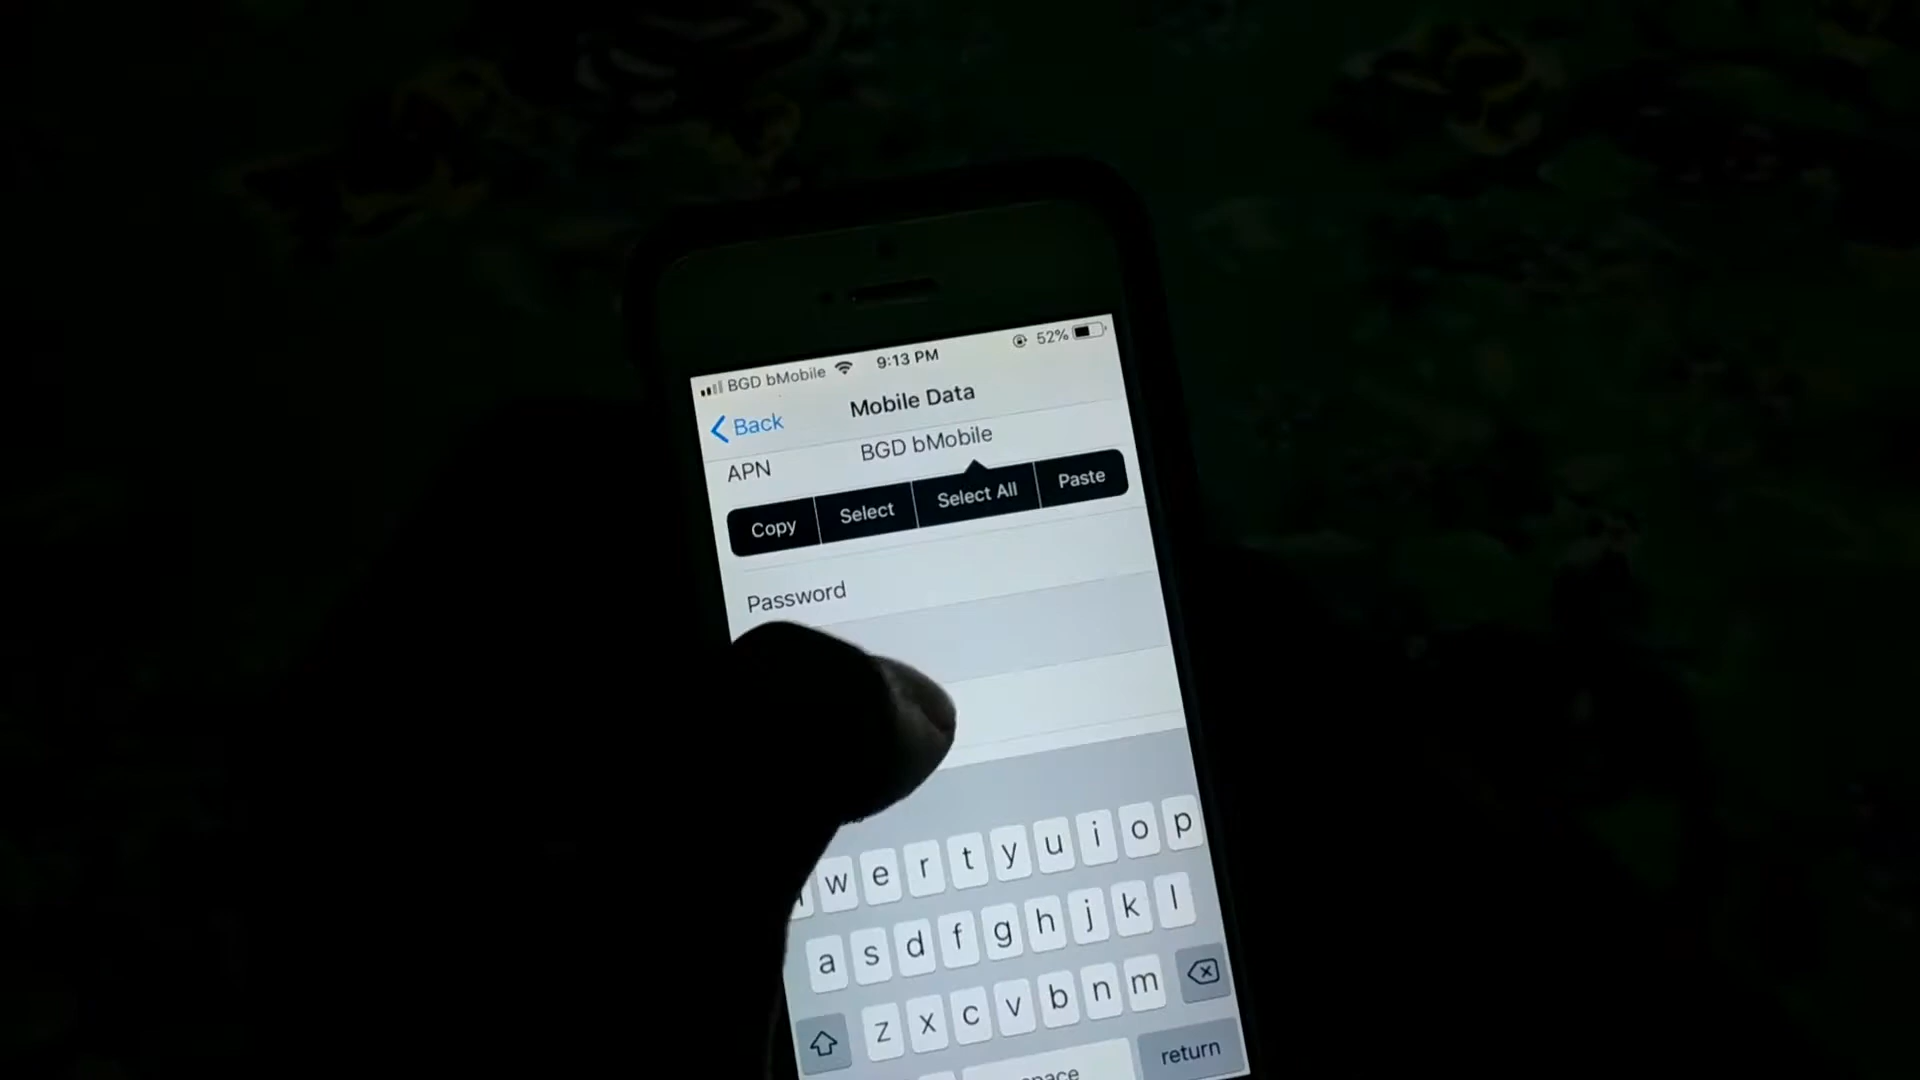 BGD bMobile 9:13 PM 52%
Back Mobile Data
APN BGD bMobile
Copy Select Select All Paste
Password
w e r t y u i o p
a s d f g h j k l
z x c v b n m
return